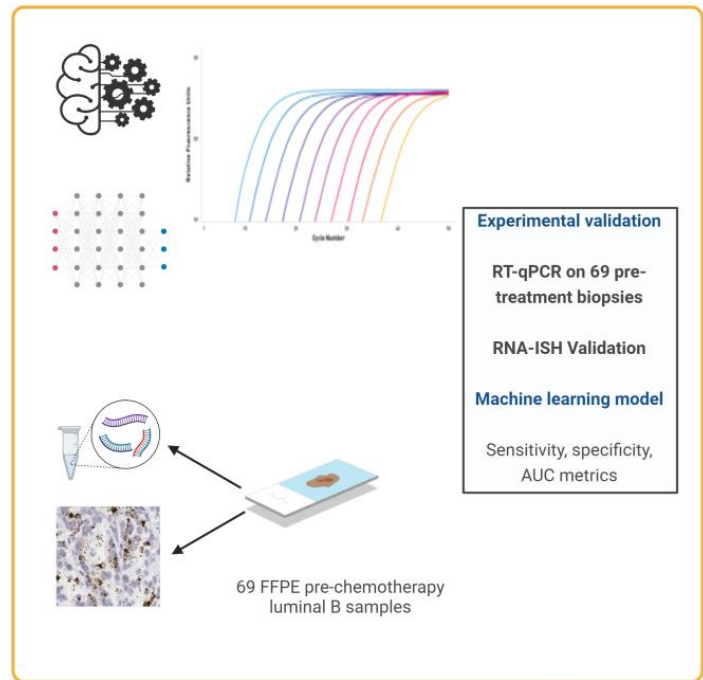 Relative Fluorescence Units
Cycle Number
Experimental validation
RT-qPCR on 69 pre-
treatment biopsies
RNA-ISH Validation
Machine learning model
Sensitivity, specificity,
AUC metrics
69 FFPE pre-chemotherapy
luminal B samples